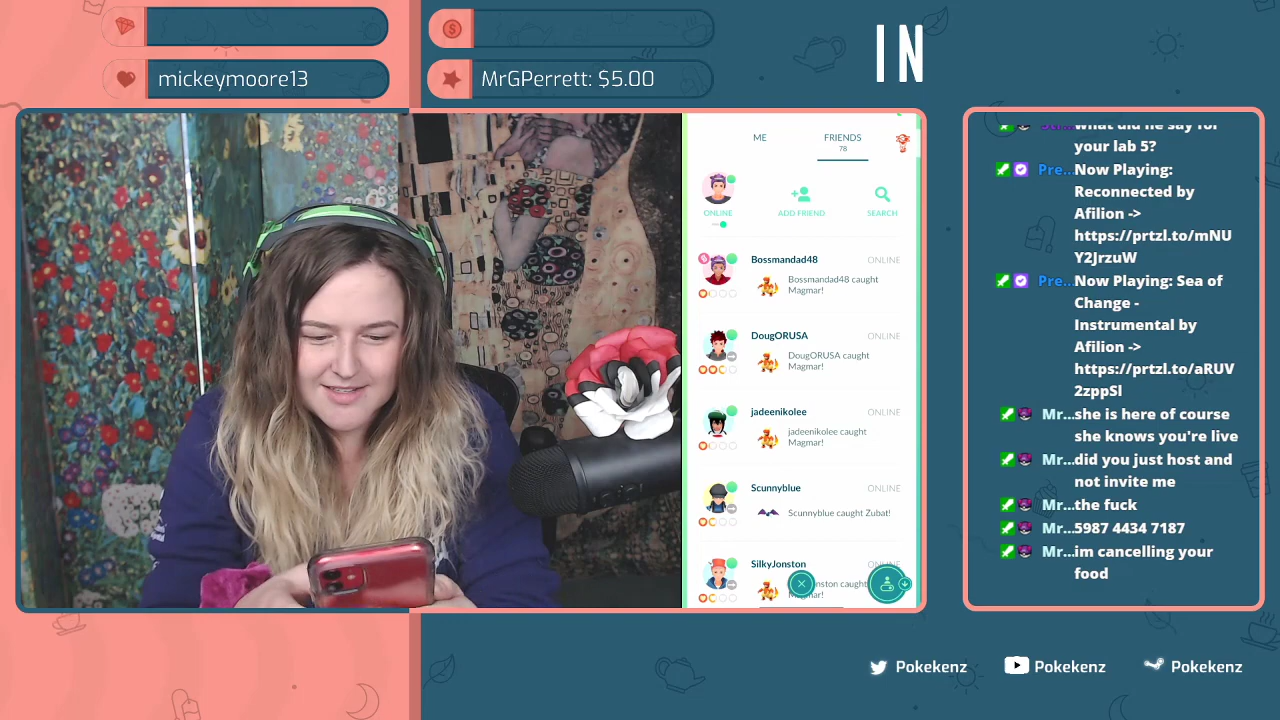 IN
mickeymoore13
MrGPerrett: $5.00
ME
FRIENDS
78
ONLINE
ADD FRIEND
SEARCH
Bossmandad48
ONLINE
Bossmandad48 caught
Magmar!
DougORUSA
ONLINE
DougORUSA caught
Magmar!
jadeenikolee
ONLINE
jadeenikolee caught
Magmar!
Scunnyblue
ONLINE
Scunnyblue caught Zubat!
SilkyJonston
what did he say for
your lab 5?
Pre...Now Playing:
Reconnected by
Afilion ->
https://prtzl.to/mNU
Y2JrzuW
Pre...Now Playing: Sea of
Change -
Instrumental by
Afilion ->
https://prtzl.to/aRUV
2zppSl
Mr...she is here of course
she knows you're live
Mr...did you just host and
not invite me
Mr...the fuck
Mr...5987 4434 7187
Mr...im cancelling your
food
Pokekenz
Pokekenz
Pokekenz